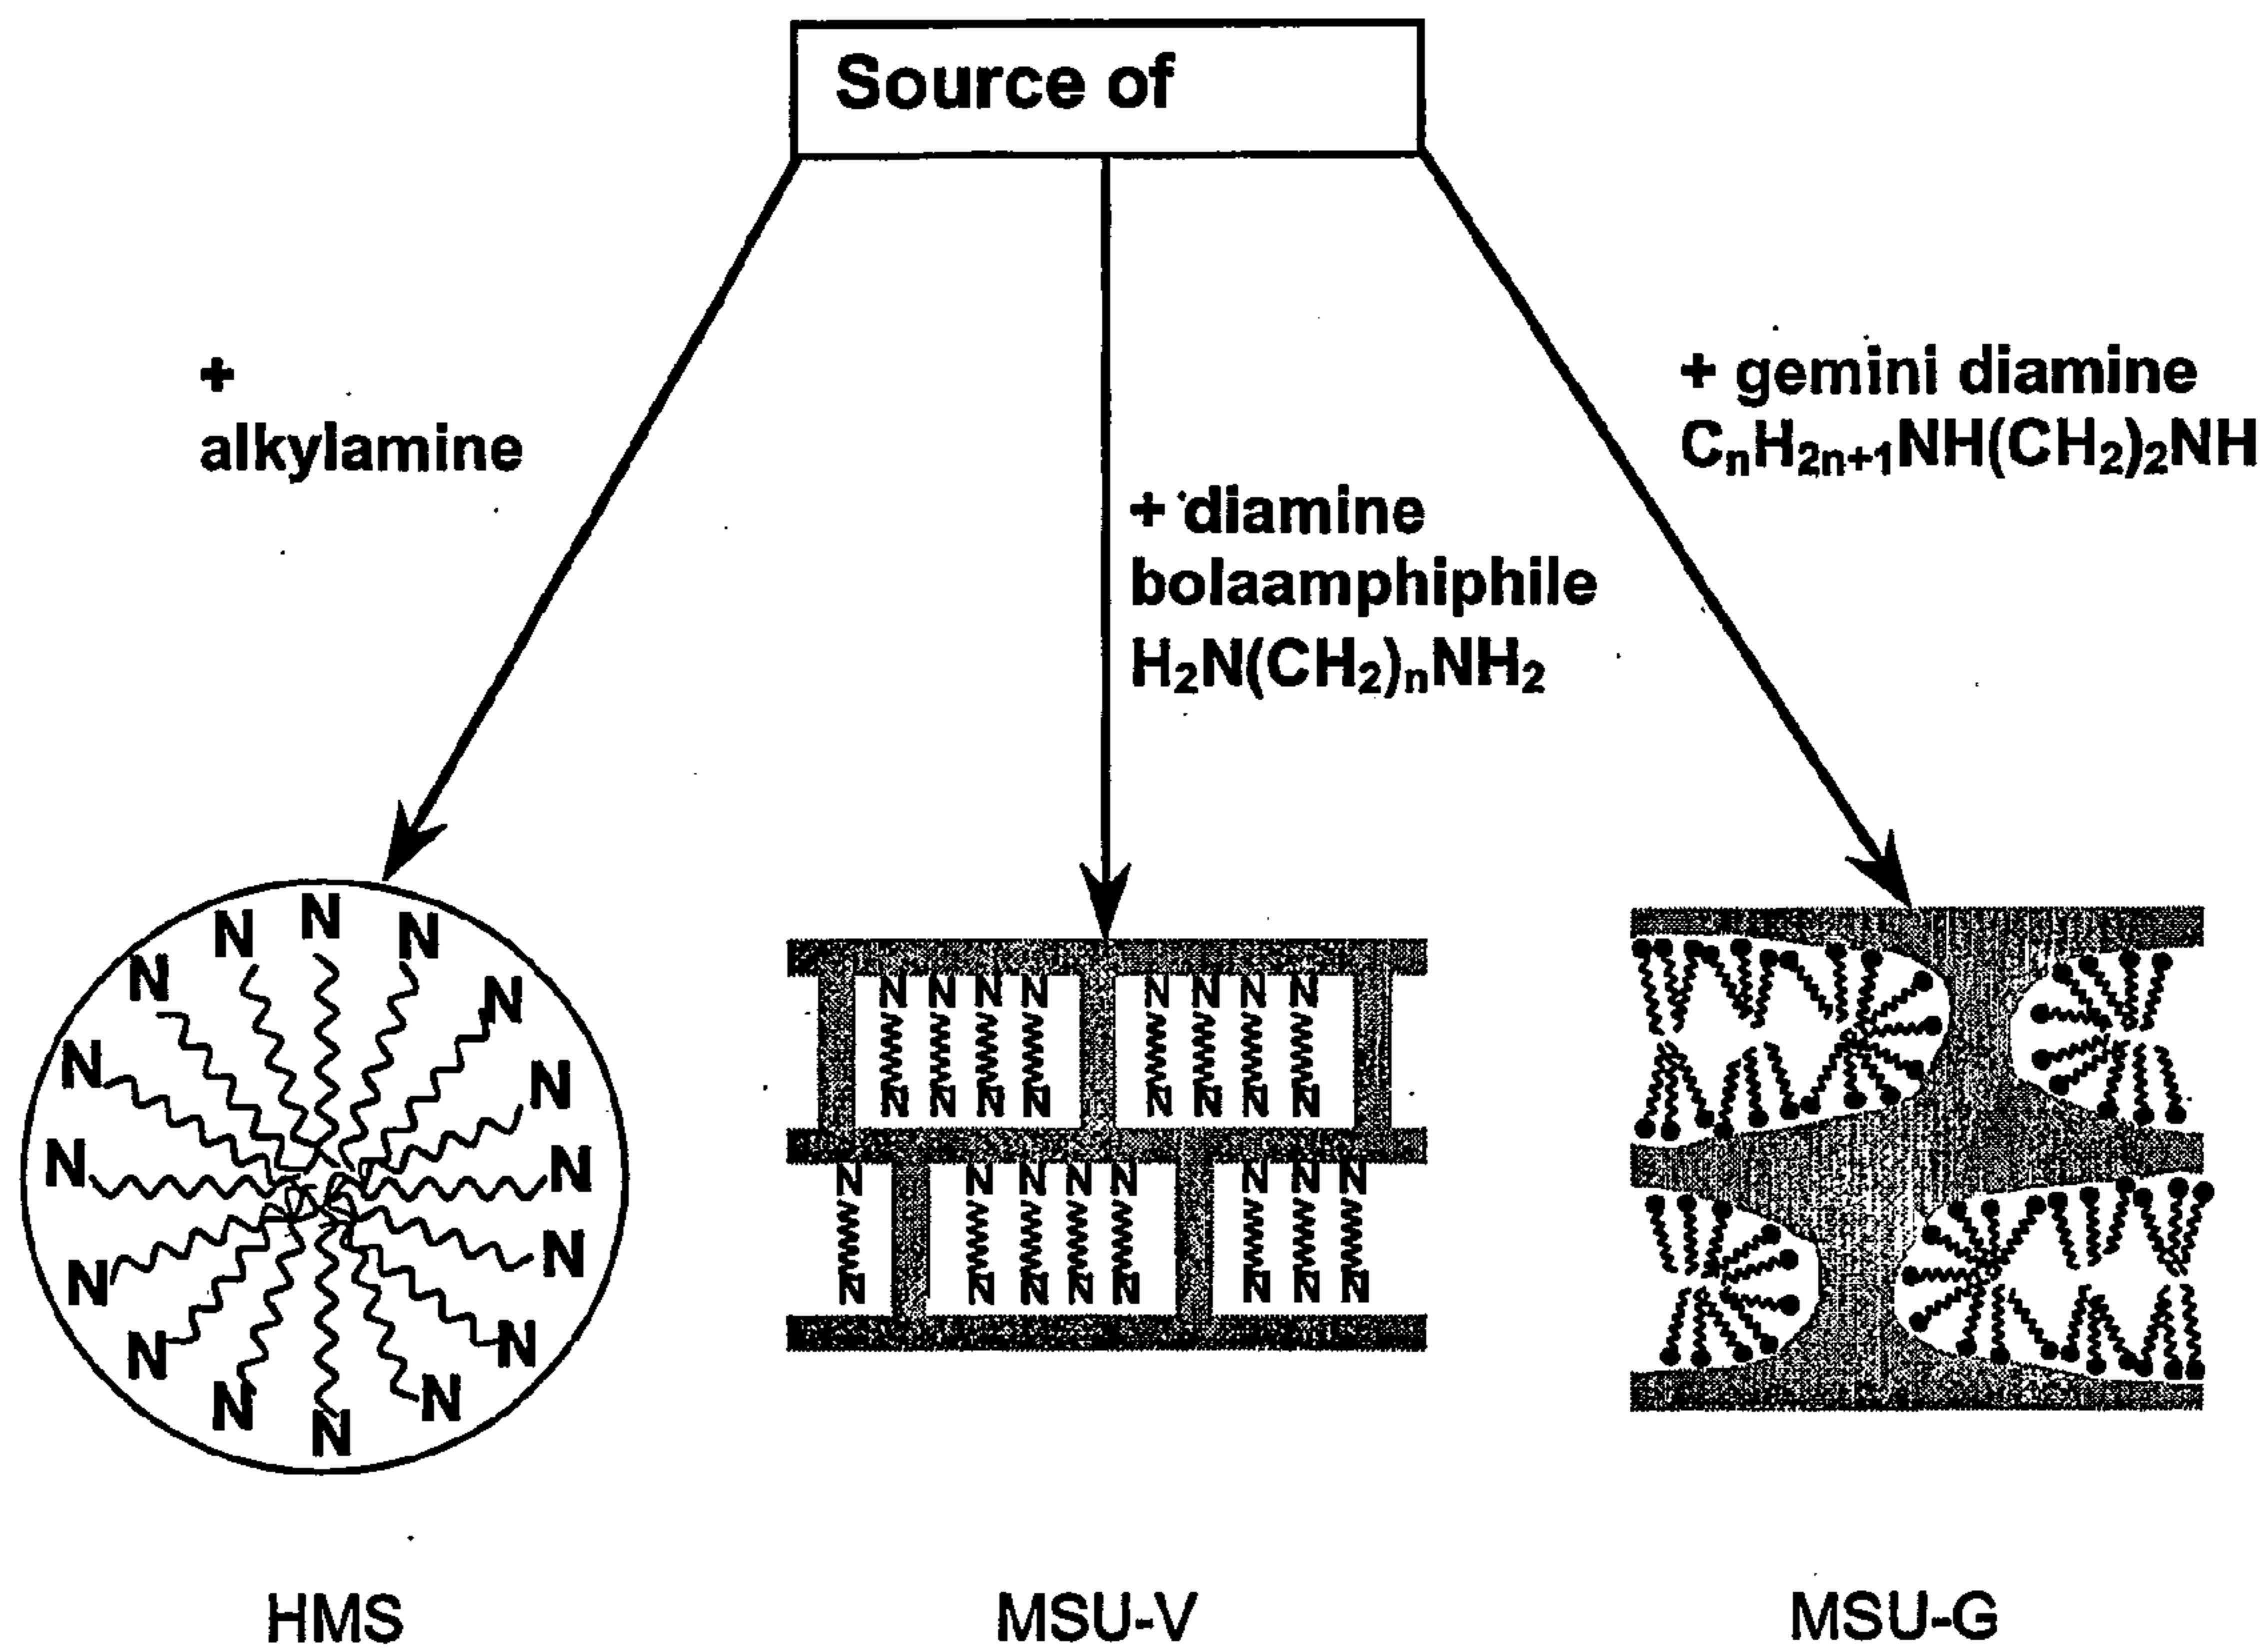 Source of
+
alkylamine
+ diamine
bolaamphiphile
H₂N(CH₂)ₙNH₂
+ gemini diamine
CₙH₂ₙ₊₁NH(CH₂)₂NH
N N N
N N
N N
N N
N N
N N
N N
N
N N N N N N N N
N N N N N N N N
N N N N N N N N
N N N N N N N N
HMS
MSU-V
MSU-G